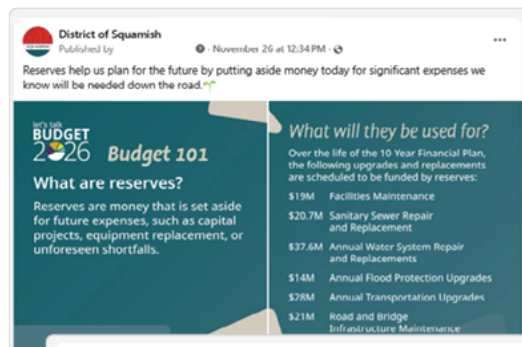 District of Squamish
Published by
· November 26 at 12:34 PM ·
Reserves help us plan for the future by putting aside money today for significant expenses we
know will be needed down the road.
let's talk
BUDGET
2026
Budget 101
What are reserves?
Reserves are money that is set aside
for future expenses, such as capital
projects, equipment replacement, or
unforeseen shortfalls.
What will they be used for?
Over the life of the 10-Year Financial Plan,
the following upgrades and replacements
are scheduled to be funded by reserves:
$19M Facilities Maintenance
$20.7M Sanitary Sewer Repair
and Replacement
$37.6M Annual Water System Repair
and Replacements
$14M Annual Flood Protection Upgrades
$28M Annual Transportation Upgrades
$21M Road and Bridge
Infrastructure Maintenance